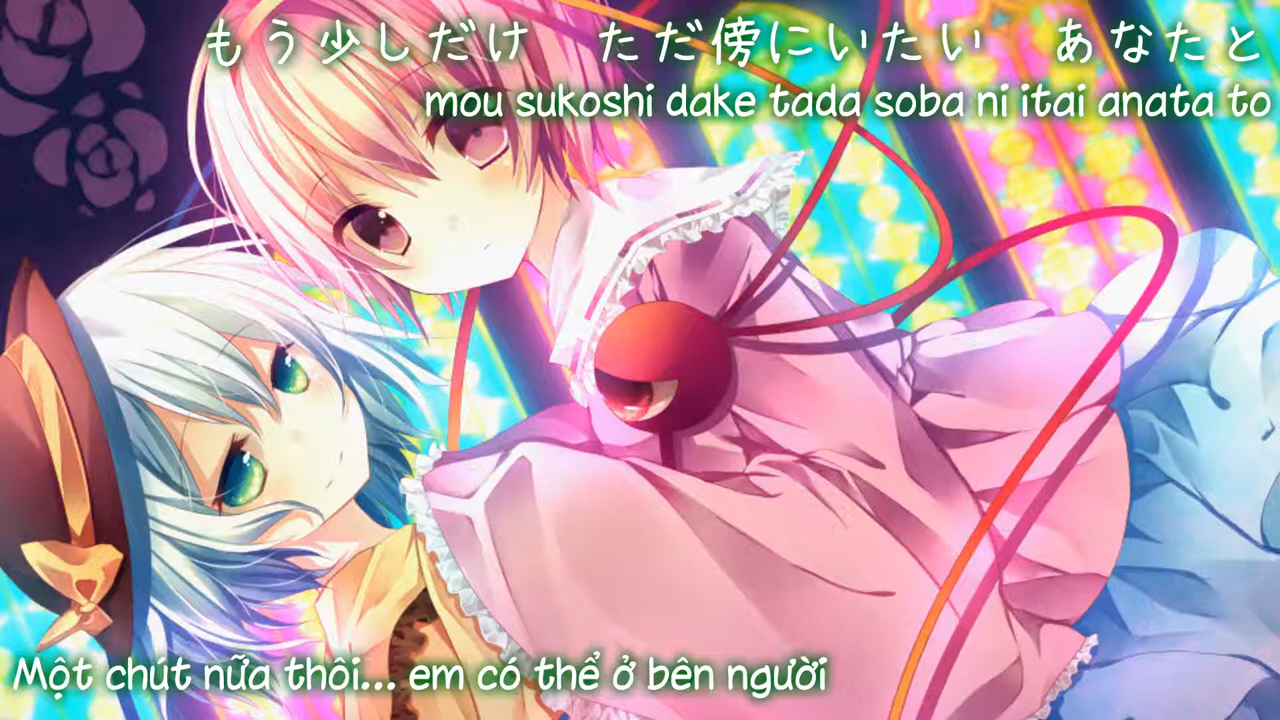 もう少しだけ　ただ傍にいたい　あなたと
mou sukoshi dake tada soba ni itai anata to
Một chút nữa thôi... em có thể ở bên người